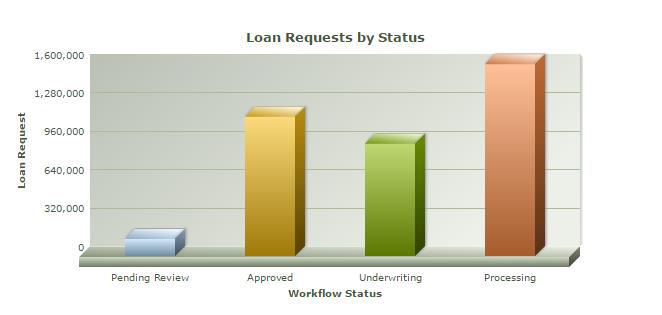 Loan Requests by Status
1,600,000
1,280,000
960,000
640,000
320,000
0
Loan Request
Pending Review
Approved
Underwriting
Processing
Workflow Status